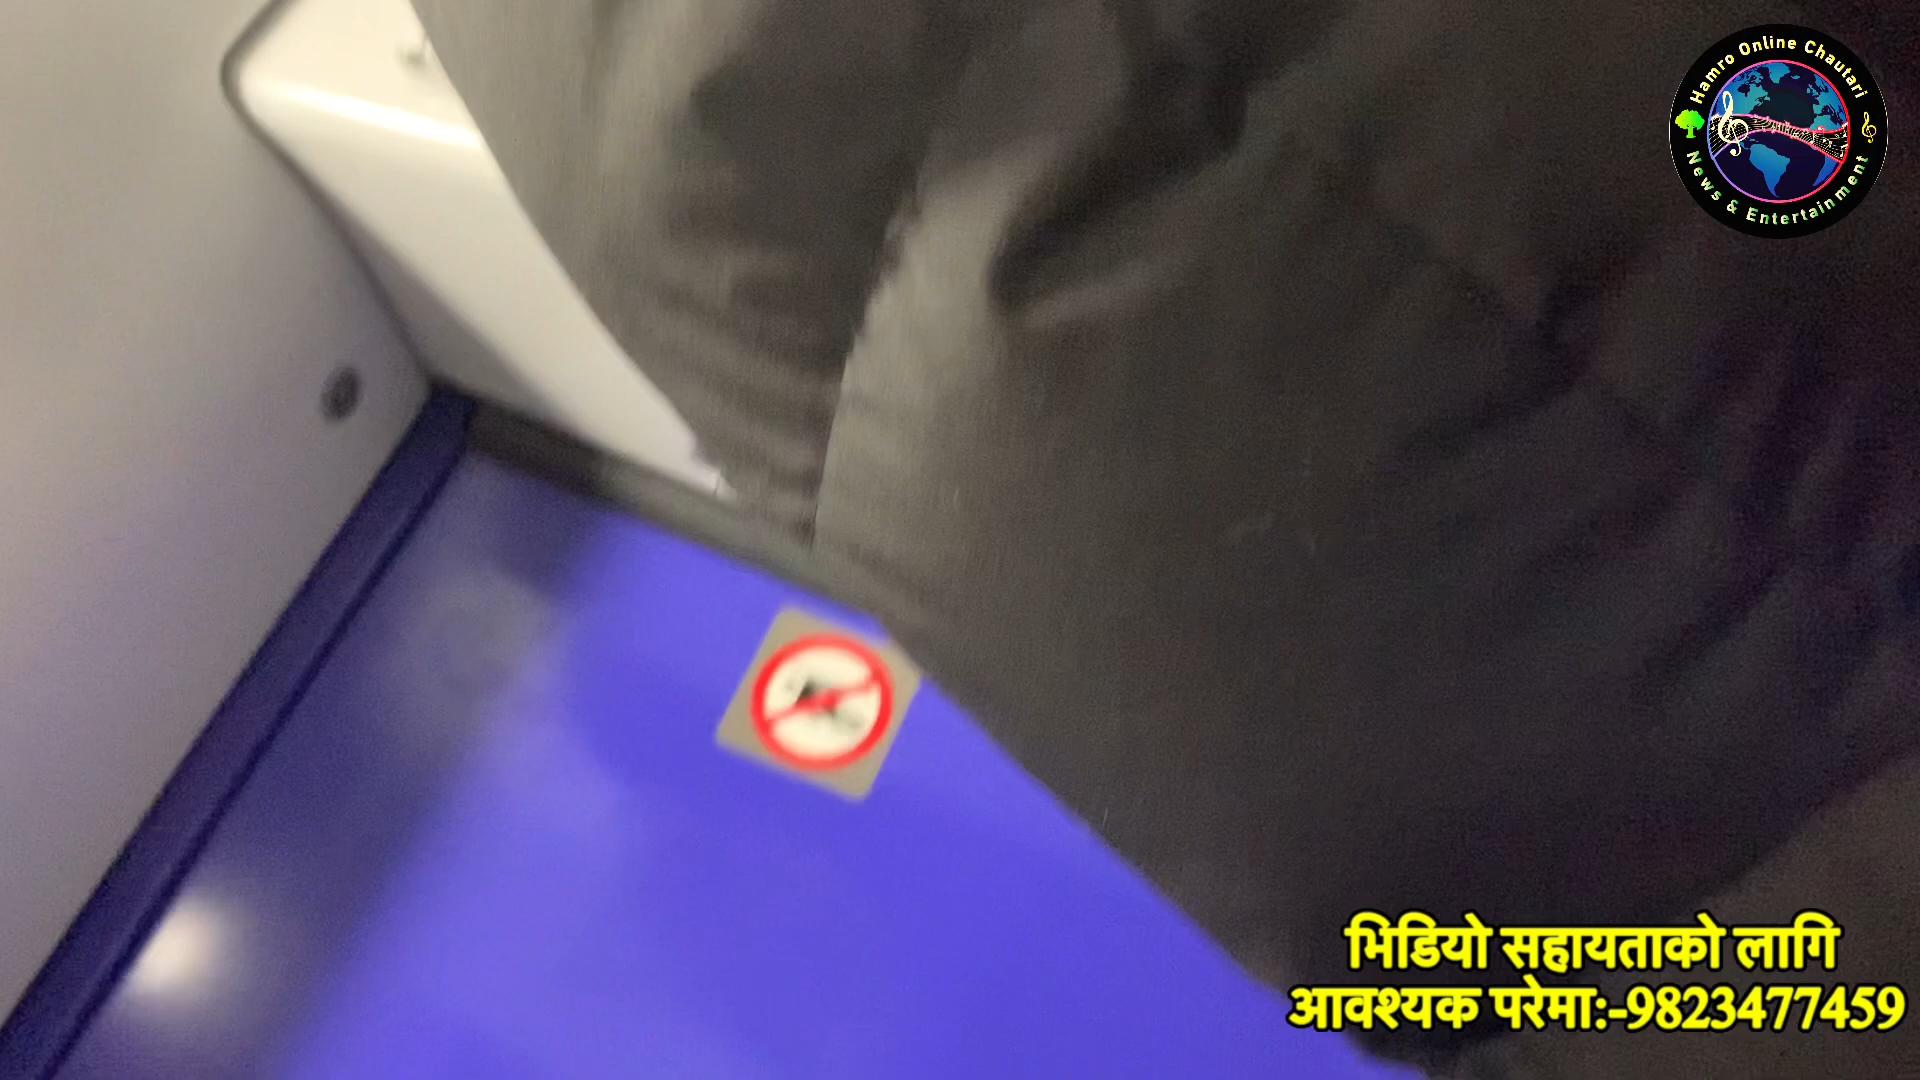 Hamro Online Chautari
News & Entertainment
भिडियो सहायताको लागि
आवश्यक परेमा:-9823477459